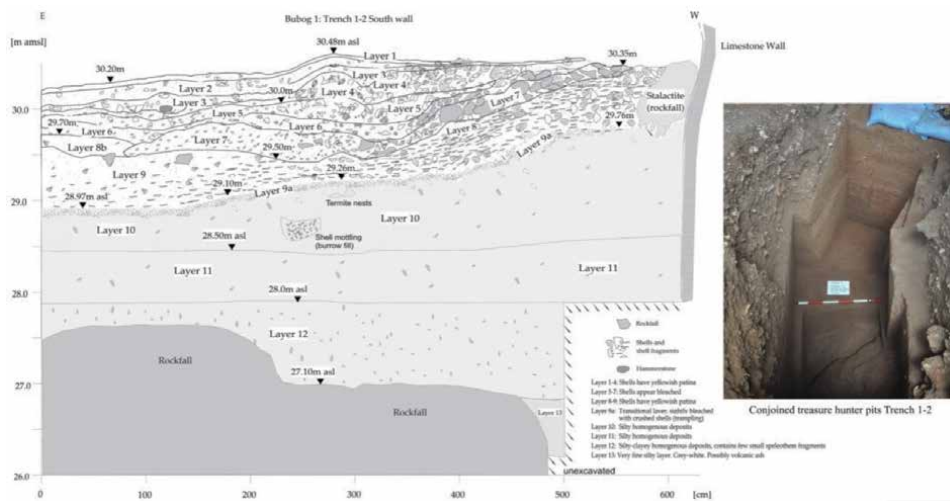 E
Bubog 1: Trench 1-2 South wall
W
[m amsl]
30.48m asl
Layer 1
30.35m
Limestone Wall
30.20m
Layer 3
Layer 2
30.0m
Layer 4
Layer 4
Stalactite
(rockfall)
30.0
Layer 3
Layer 5
Layer 7
29.70m
Layer 5
29.76m
Layer 6
Layer 6
Layer 8
Layer 8b
Layer 7
29.50m
Layer 9a
Layer 9
29.26m
29.10m
Layer 9a
28.97m asl
Termite nests
29.0
Layer 10
Layer 10
28.50m asl
Shell mottling
(burrow fill)
Layer 11
Layer 11
28.0m asl
28.0
Layer 12
Rockfall
Shells and
shell fragments
Rockfall
Hammerstone
27.10m asl
27.0
Layer 1-4: Shells have yellowish patina
Layer 5-7: Shells appear bleached
Layer 8-9: Shells have yellowish patina
Layer 9a: Transitional layer, slightly bleached
with crushed shells (trampling)
Layer 10: Silty homogenous deposits
Layer 11: Silty homogenous deposits
Layer 12: Silty-clayey homogenous deposits, contains few small speleothem fragments
Layer 13: Very fine silty layer. Grey-white. Possibly volcanic ash
Rockfall
Layer 13
Conjoined treasure hunter pits Trench 1-2
unexcavated
26.0
0
100
200
300
400
500
600
[cm]